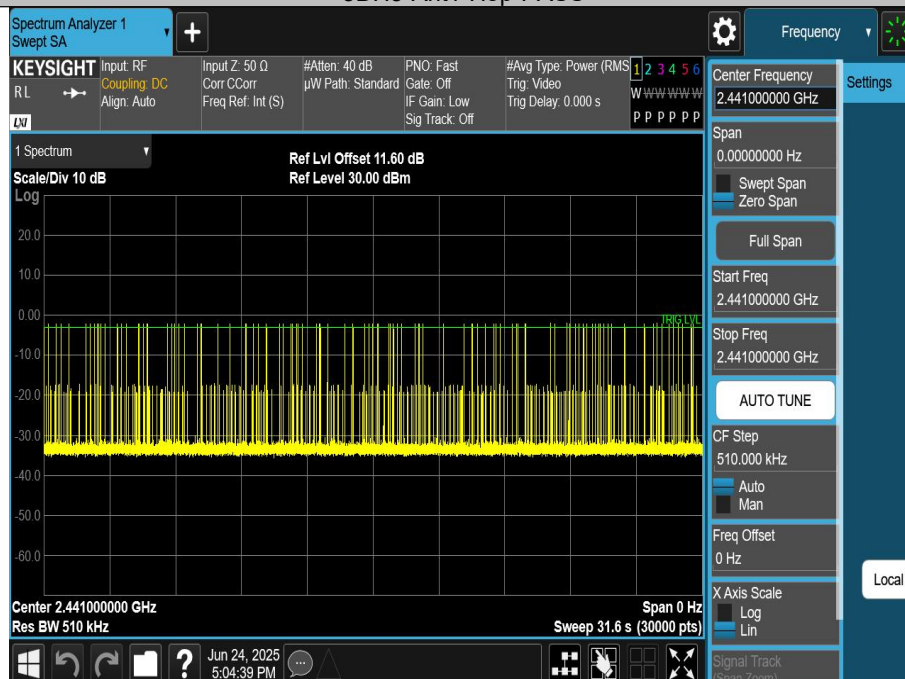 Spectrum Analyzer 1
Swept SA
+
Frequency
KEYSIGHT
Input: RF
Coupling: DC
Align: Auto
RL
LXI
Input Z: 50 Ω
Corr CCorr
Freq Ref: Int (S)
#Atten: 40 dB
µW Path: Standard
PNO: Fast
Gate: Off
IF Gain: Low
Sig Track: Off
#Avg Type: Power (RMS
Trig: Video
Trig Delay: 0.000 s
1 2 3 4 5 6
W W W W W W
P P P P P P
1 Spectrum
Scale/Div 10 dB
Ref Lvl Offset 11.60 dB
Ref Level 30.00 dBm
Log
20.0
10.0
0.00
TRIG LVL
-10.0
-20.0
-30.0
-40.0
-50.0
-60.0
Center 2.441000000 GHz
Span 0 Hz
Res BW 510 kHz
Sweep 31.6 s (30000 pts)
Center Frequency
2.441000000 GHz
Settings
Span
0.00000000 Hz
Swept Span
Zero Span
Full Span
Start Freq
2.441000000 GHz
Stop Freq
2.441000000 GHz
AUTO TUNE
CF Step
510.000 kHz
Auto
Man
Freq Offset
0 Hz
Local
X Axis Scale
Log
Lin
Signal Track
(Span Zoom)
?
Jun 24, 2025
5:04:39 PM